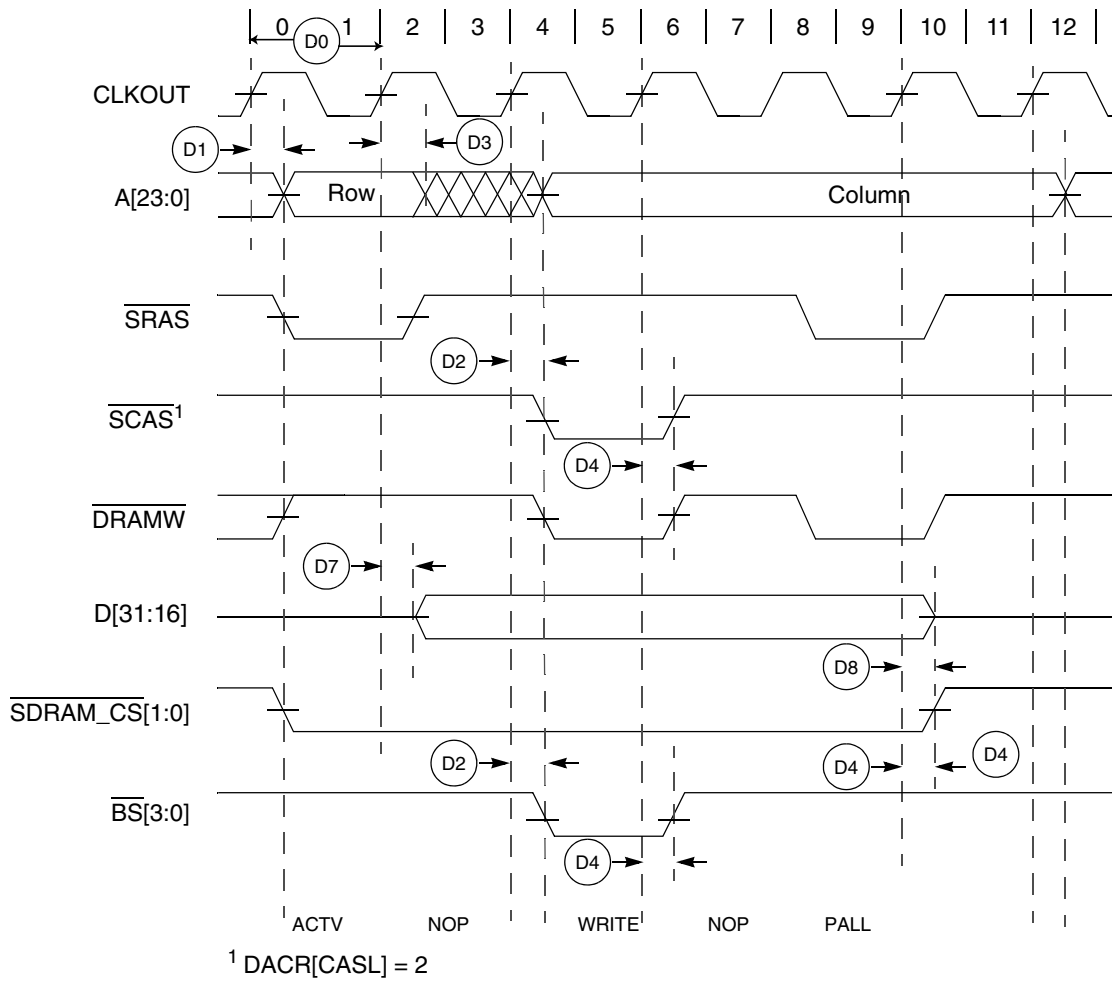 0 1 2 3 4 5 6 7 8 9 10 11 12
D0
CLKOUT
D1 D3
A[23:0] Row Column
SRAS
D2
SCAS1
D4
DRAMW
D7
D[31:16]
D8
SDRAM_CS[1:0]
D2 D4 D4
BS[3:0]
D4
ACTV NOP WRITE NOP PALL
1 DACR[CASL] = 2